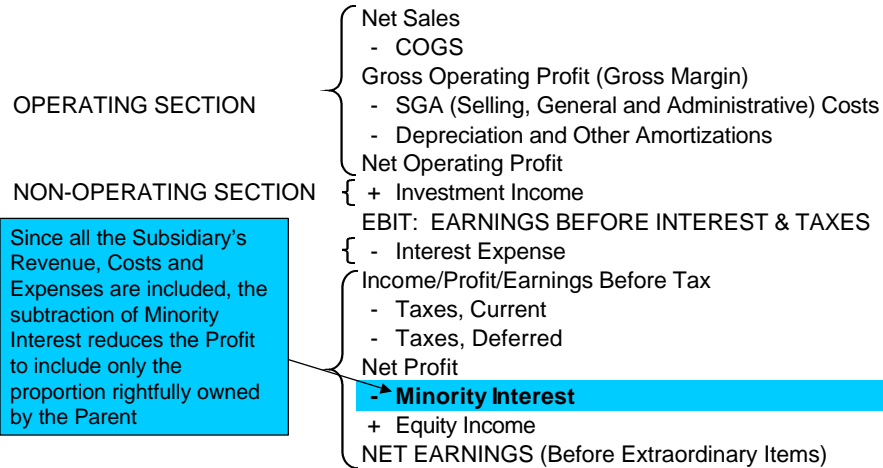 Net Sales
- COGS
Gross Operating Profit (Gross Margin)
OPERATING SECTION
- SGA (Selling, General and Administrative) Costs
- Depreciation and Other Amortizations
Net Operating Profit
NON-OPERATING SECTION
+ Investment Income
EBIT: EARNINGS BEFORE INTEREST & TAXES
- Interest Expense
Since all the Subsidiary's
Revenue, Costs and
Expenses are included, the
subtraction of Minority
Interest reduces the Profit
to include only the
proportion rightfully owned
by the Parent
Income/Profit/Earnings Before Tax
- Taxes, Current
- Taxes, Deferred
Net Profit
- Minority Interest
+ Equity Income
NET EARNINGS (Before Extraordinary Items)